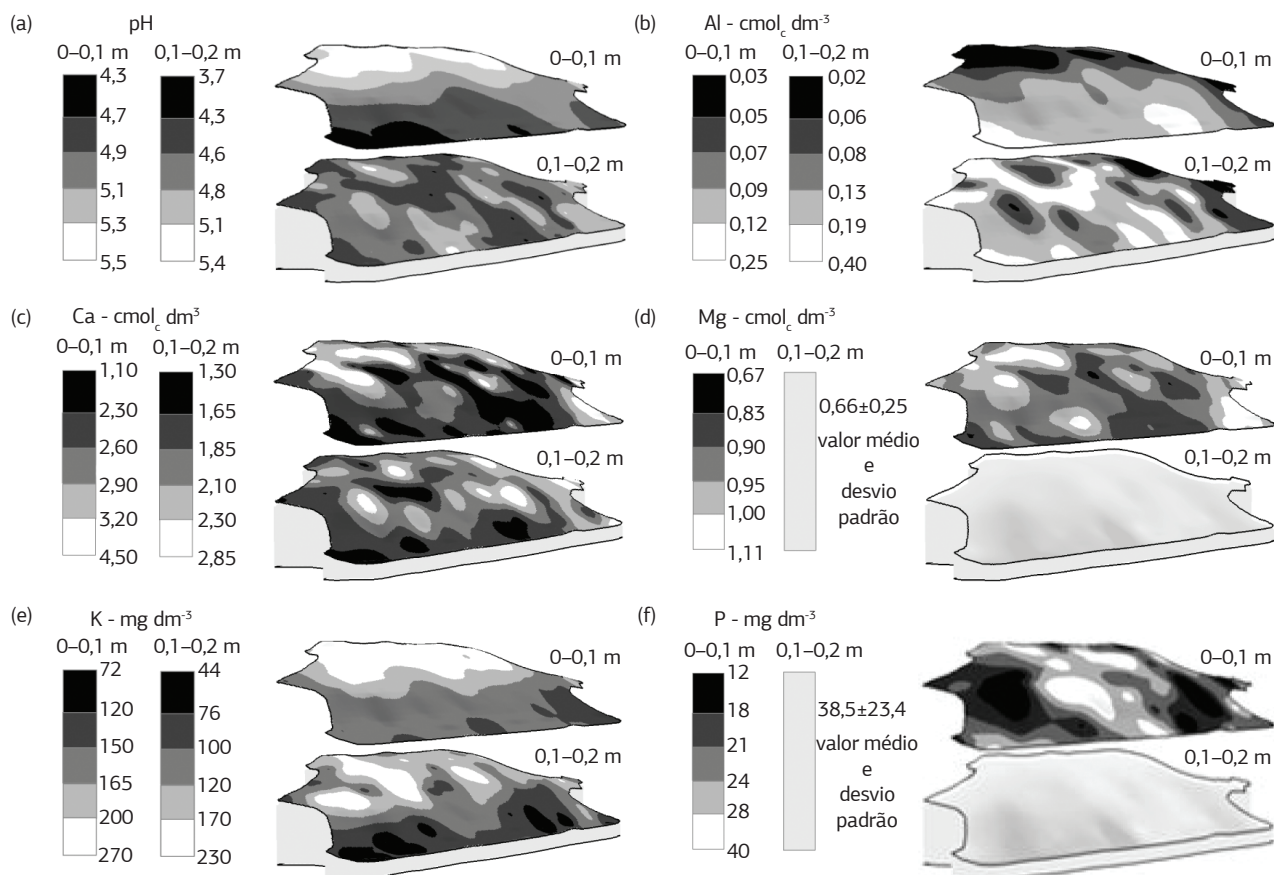 (a) pH
0–0,1 m 0,1–0,2 m
4,3 3,7
4,7 4,3
4,9 4,6
5,1 4,8
5,3 5,1
5,5 5,4
0–0,1 m
0,1–0,2 m
(b) Al - cmol_c dm⁻³
0–0,1 m 0,1–0,2 m
0,03 0,02
0,05 0,06
0,07 0,08
0,09 0,13
0,12 0,19
0,25 0,40
0–0,1 m
0,1–0,2 m
(c) Ca - cmol_c dm³
0–0,1 m 0,1–0,2 m
1,10 1,30
2,30 1,65
2,60 1,85
2,90 2,10
3,20 2,30
4,50 2,85
0–0,1 m
0,1–0,2 m
(d) Mg - cmol_c dm⁻³
0–0,1 m 0,1–0,2 m
0,67
0,83
0,90
0,95
1,00
1,11
0,66±0,25
valor médio
e
desvio
padrão
0–0,1 m
0,1–0,2 m
(e) K - mg dm⁻³
0–0,1 m 0,1–0,2 m
72 44
120 76
150 100
165 120
200 170
270 230
0–0,1 m
0,1–0,2 m
(f) P - mg dm⁻³
0–0,1 m 0,1–0,2 m
12
18
21
24
28
40
38,5±23,4
valor médio
e
desvio
padrão
0–0,1 m
0,1–0,2 m